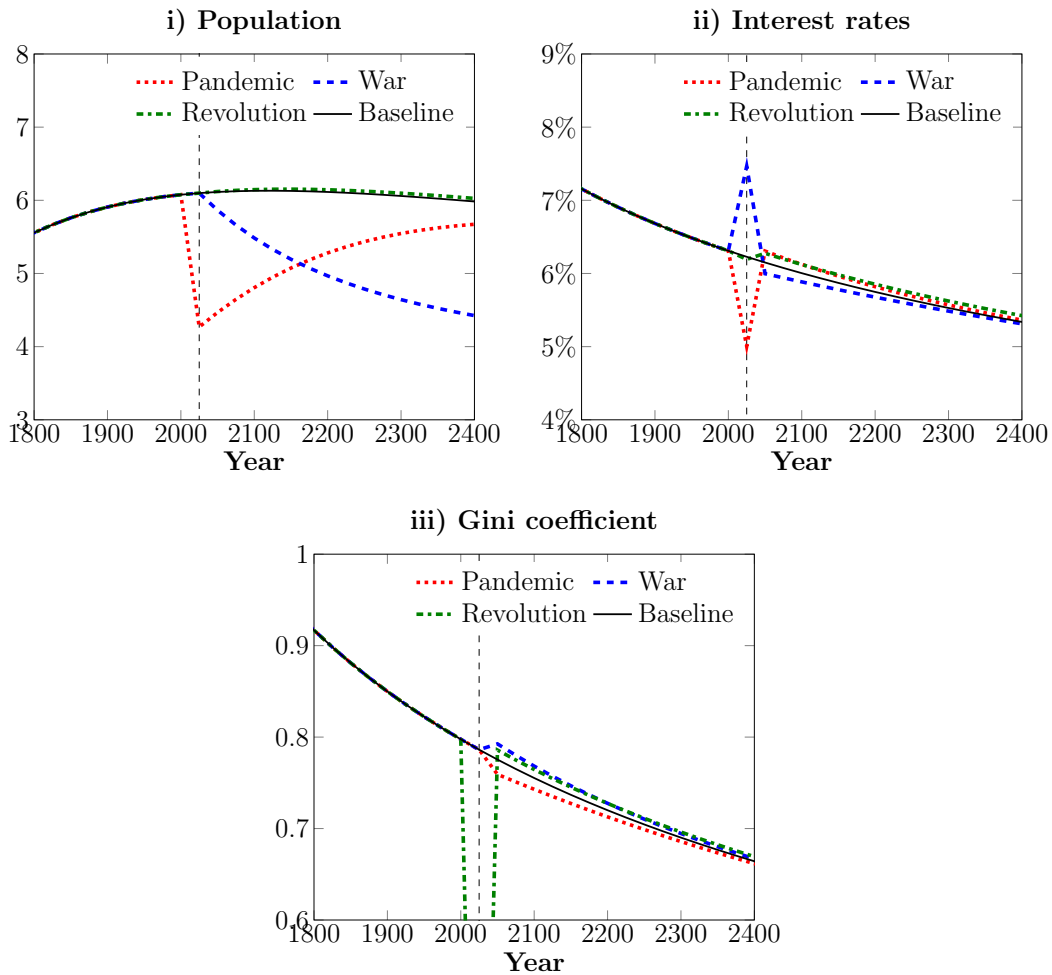 i) Population
8
7
6
5
4
3
Pandemic War
Revolution Baseline
1800 1900 2000 2100 2200 2300 2400
Year
ii) Interest rates
9%
8%
7%
6%
5%
4%
Pandemic War
Revolution Baseline
1800 1900 2000 2100 2200 2300 2400
Year
iii) Gini coefficient
1
0.9
0.8
0.7
0.6
Pandemic War
Revolution Baseline
1800 1900 2000 2100 2200 2300 2400
Year